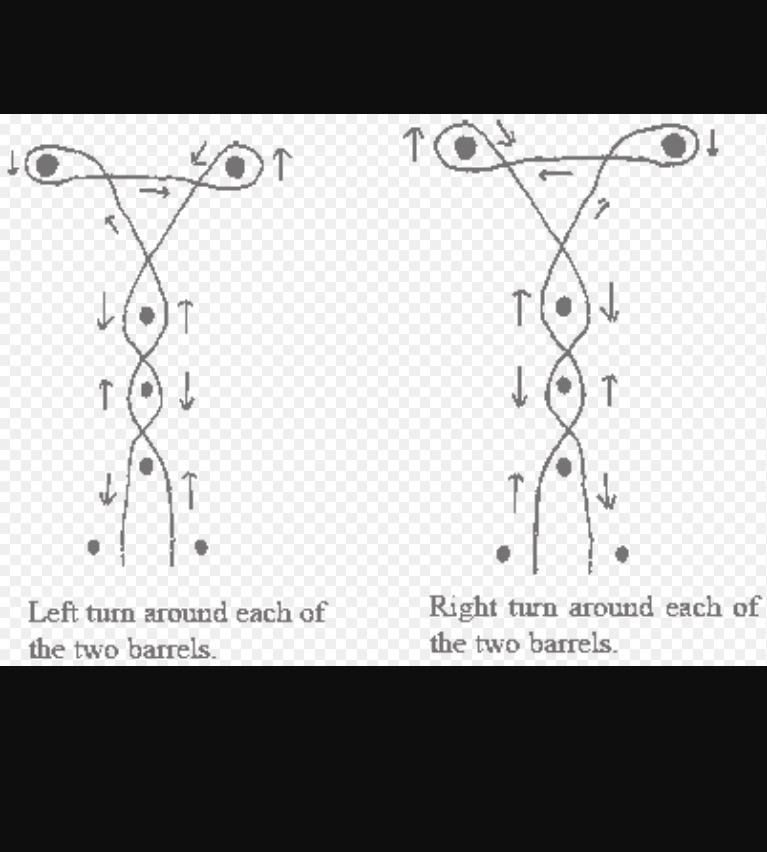 Left turn around each of
the two barrels.
Right turn around each of
the two barrels.